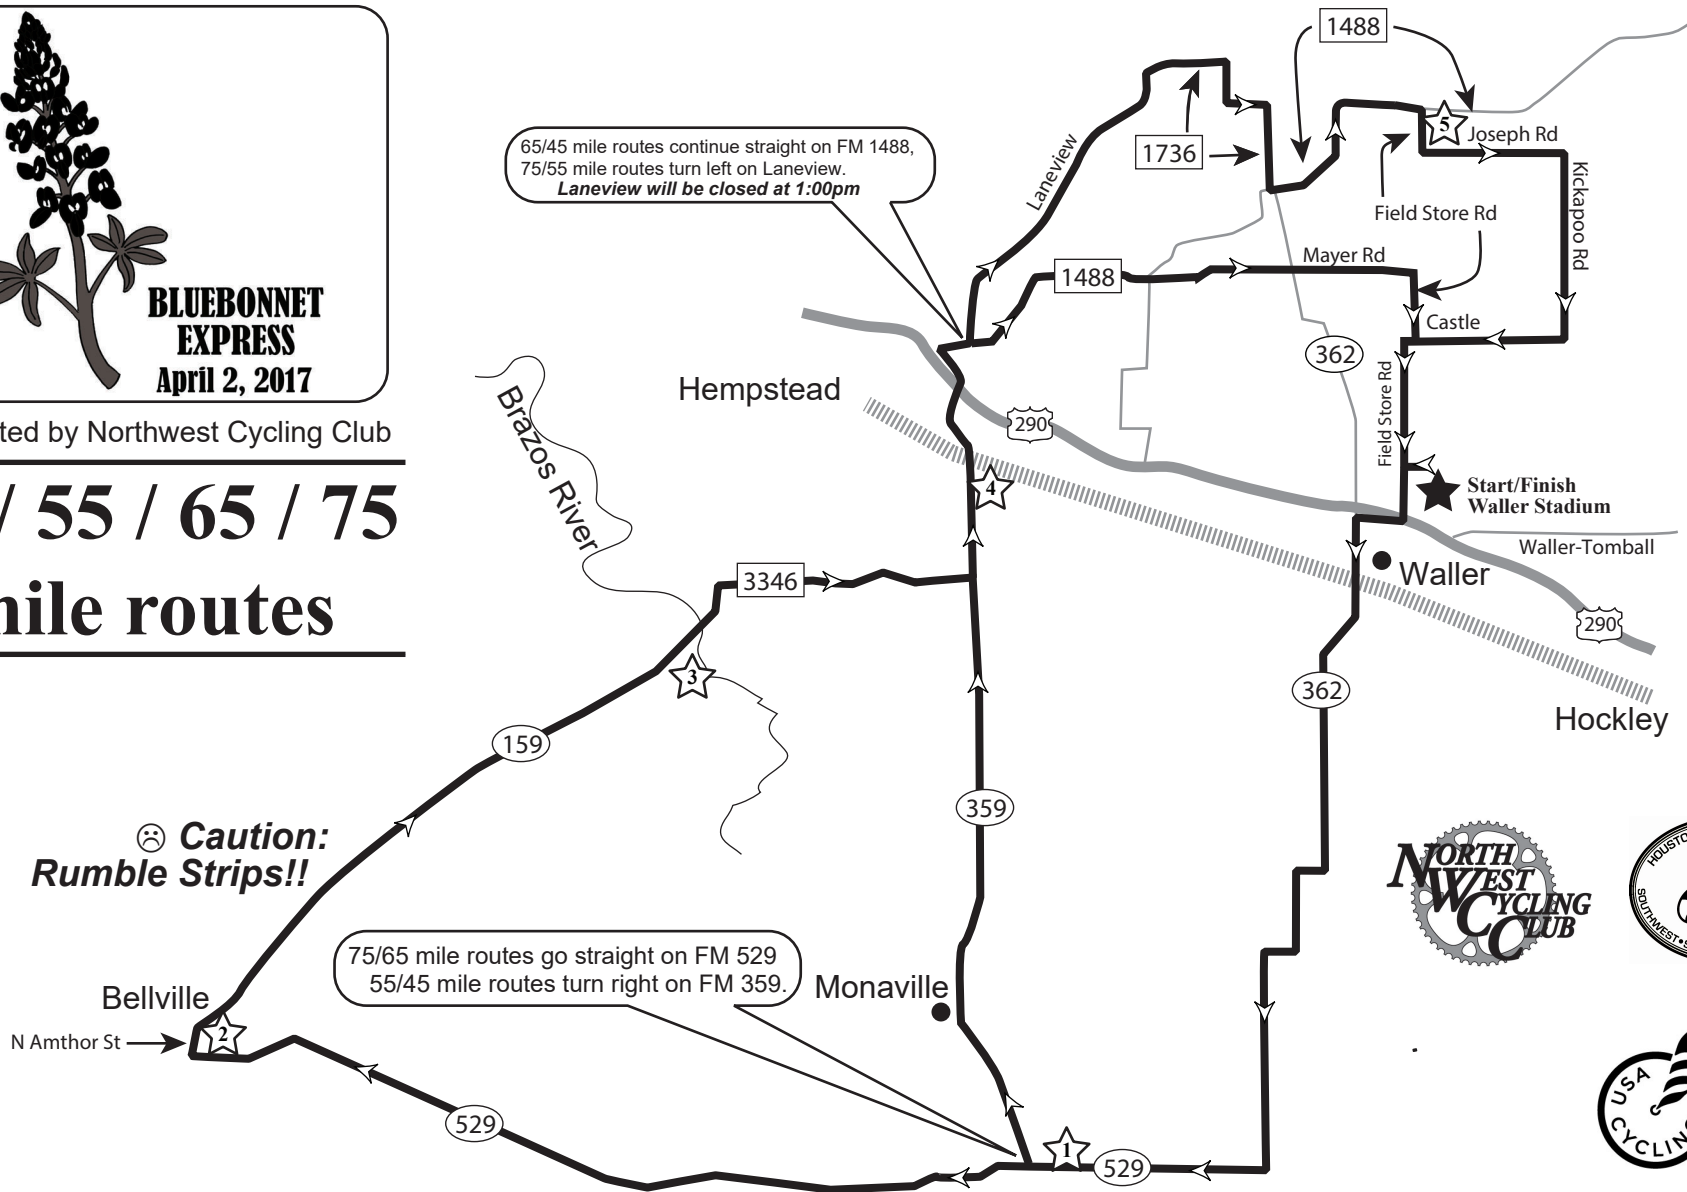 BLUEBONNET
EXPRESS
April 2, 2017
ted by Northwest Cycling Club
/ 55 / 65 / 75
mile routes
65/45 mile routes continue straight on FM 1488,
75/55 mile routes turn left on Laneview.
Laneview will be closed at 1:00pm
1488
1736
Laneview
5
Joseph Rd
Kickapoo Rd
Field Store Rd
Mayer Rd
1488
Castle
362
Field Store Rd
Hempstead
290
Brazos River
4
Start/Finish
Waller Stadium
Waller-Tomball
Waller
290
3346
3
362
Hockley
159
359
Caution:
Rumble Strips!!
75/65 mile routes go straight on FM 529
55/45 mile routes turn right on FM 359.
Monaville
Bellville
N Amthor St
2
529
1
529
NORTH
WEST
CYCLING
CLUB
HOUSTO
SOUTHWEST
USA
CYCLING